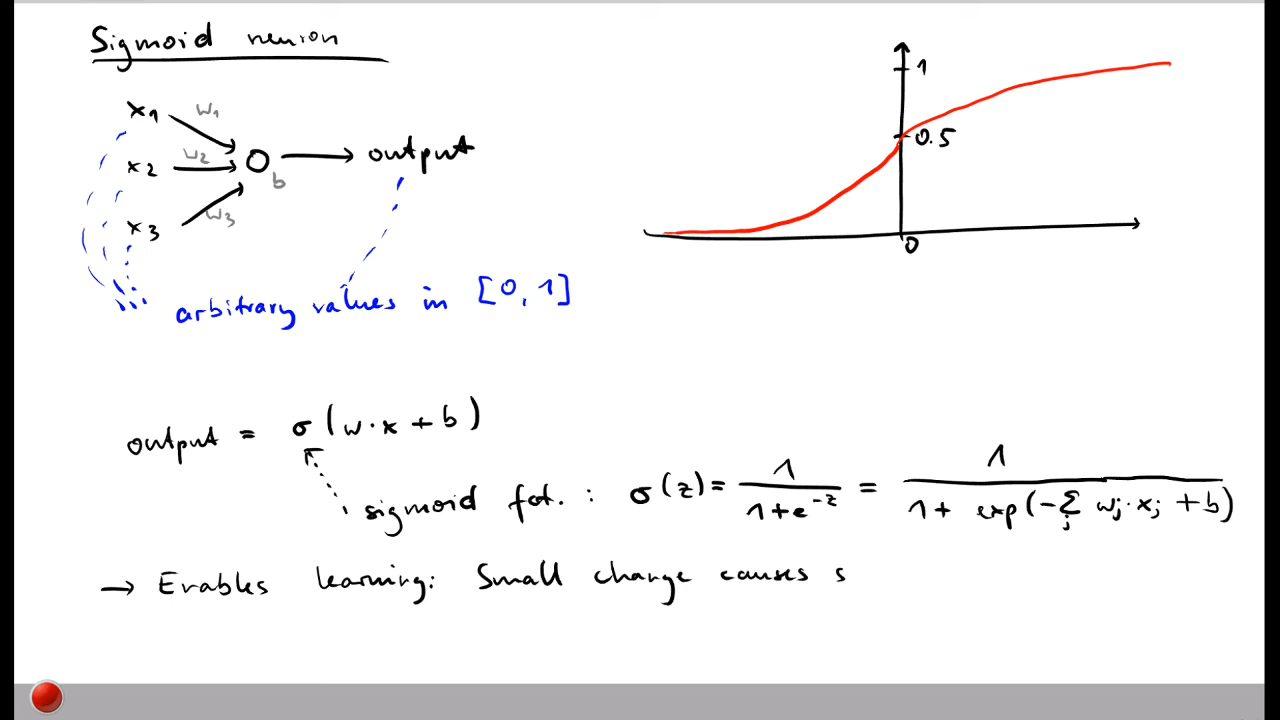 Sigmoid neuron
x1 w1
x2 w2 b output
x3 w3
arbitrary values in [0, 1]
1
0.5
0
output = σ(w·x + b)
sigmoid fct. : σ(z) = 1/(1+e^-z) = 1/(1 + exp(-Σj wj·xj + b))
→ Enables learning: Small change causes s